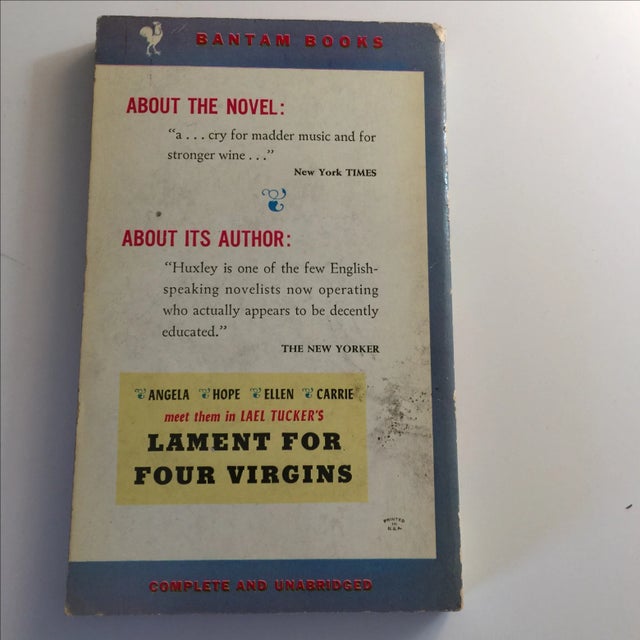 BANTAM BOOKS
ABOUT THE NOVEL:
“a . . . cry for madder music and for
stronger wine . . .”
New York TIMES
ABOUT ITS AUTHOR:
“Huxley is one of the few English-
speaking novelists now operating
who actually appears to be decently
educated.”
THE NEW YORKER
ANGELA HOPE ELLEN CARRIE
meet them in LAEL TUCKER'S
LAMENT FOR
FOUR VIRGINS
PRINTED
IN
U.S.A.
COMPLETE AND UNABRIDGED